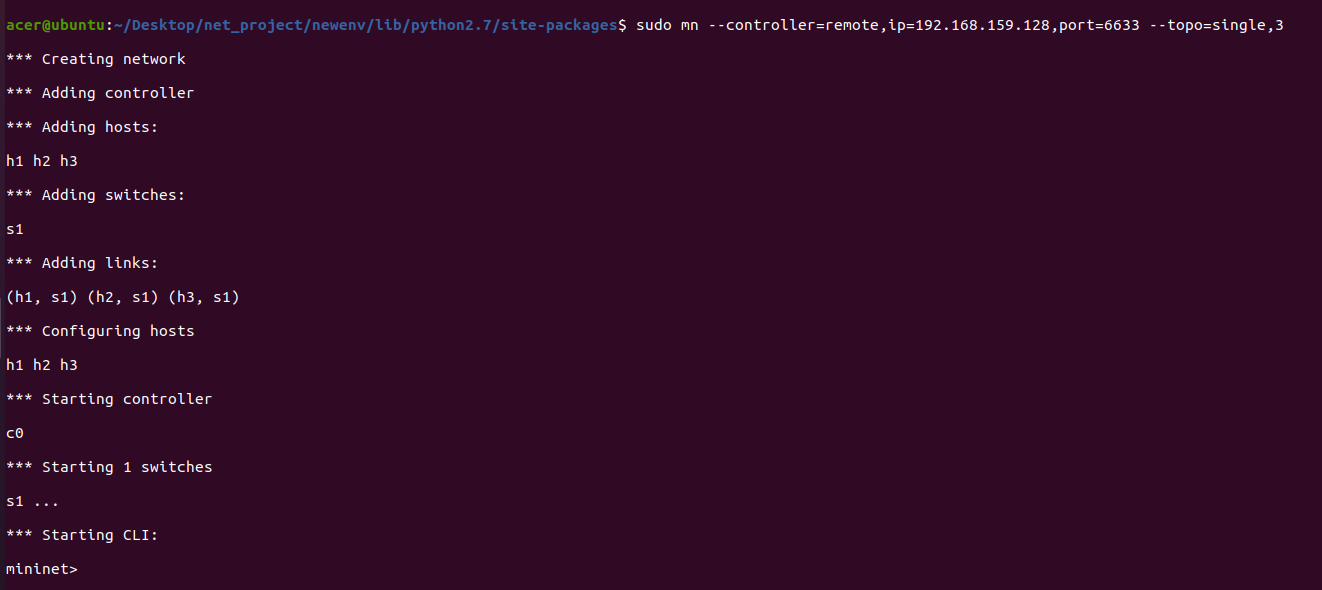 acer@ubuntu:~/Desktop/net_project/newenv/lib/python2.7/site-packages$ sudo mn --controller=remote,ip=192.168.159.128,port=6633 --topo=single,3
*** Creating network
*** Adding controller
*** Adding hosts:
h1 h2 h3
*** Adding switches:
s1
*** Adding links:
(h1, s1) (h2, s1) (h3, s1)
*** Configuring hosts
h1 h2 h3
*** Starting controller
c0
*** Starting 1 switches
s1 ...
*** Starting CLI:
mininet>